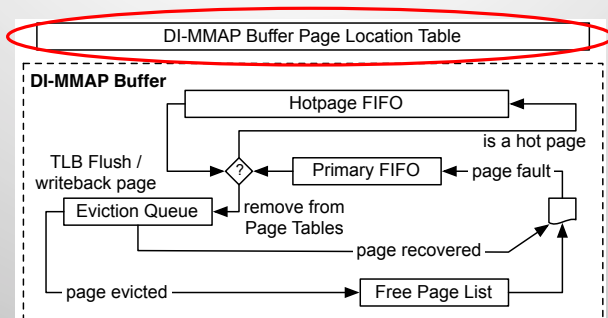 DI-MMAP Buffer Page Location Table
DI-MMAP Buffer
Hotpage FIFO
is a hot page
TLB Flush /
writeback page
?
Primary FIFO
page fault
Eviction Queue
remove from
Page Tables
page recovered
page evicted
Free Page List